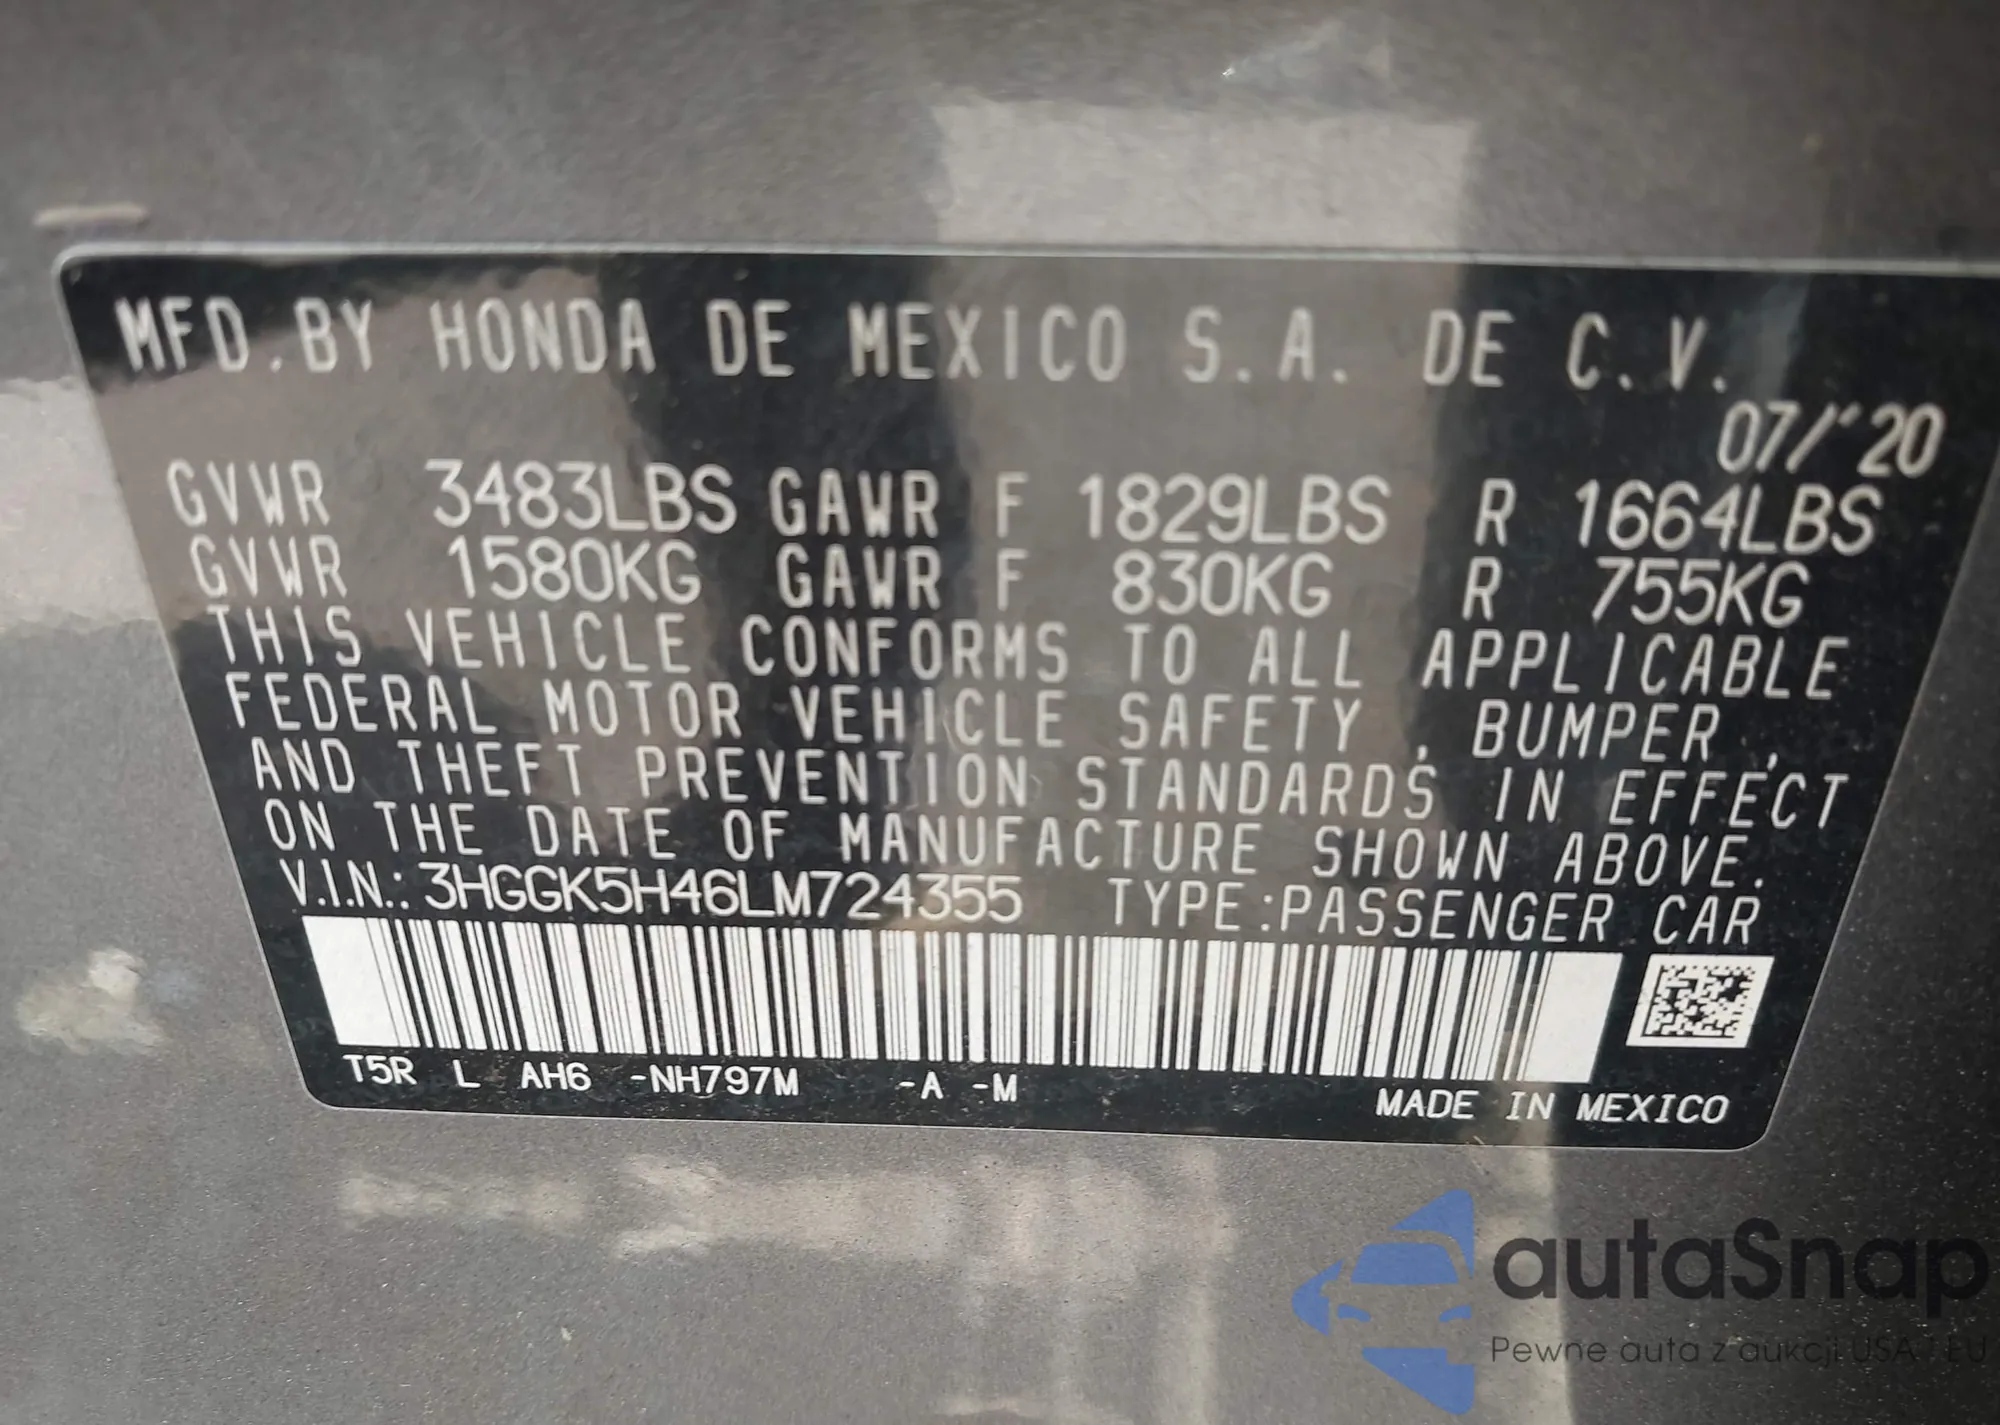 MFD. BY HONDA DE MEXICO S.A. DE C.V.
07/"20
GVWR 3483LBS GAWR F 1829LBS R 1664LBS
GVWR 1580KG GAWR F 830KG R 755KG
THIS VEHICLE CONFORMS TO ALL APPLICABLE
FEDERAL MOTOR VEHICLE SAFETY , BUMPER ,
AND THEFT PREVENTION STANDARDS IN EFFECT
ON THE DATE OF MANUFACTURE SHOWN ABOVE.
V.I.N.: 3HGGK5H46LM724355 TYPE:PASSENGER CAR
T5R L AH6 -NH797M -A -M
MADE IN MEXICO
autaSnap
Pewne auta z aukcji USA / EU